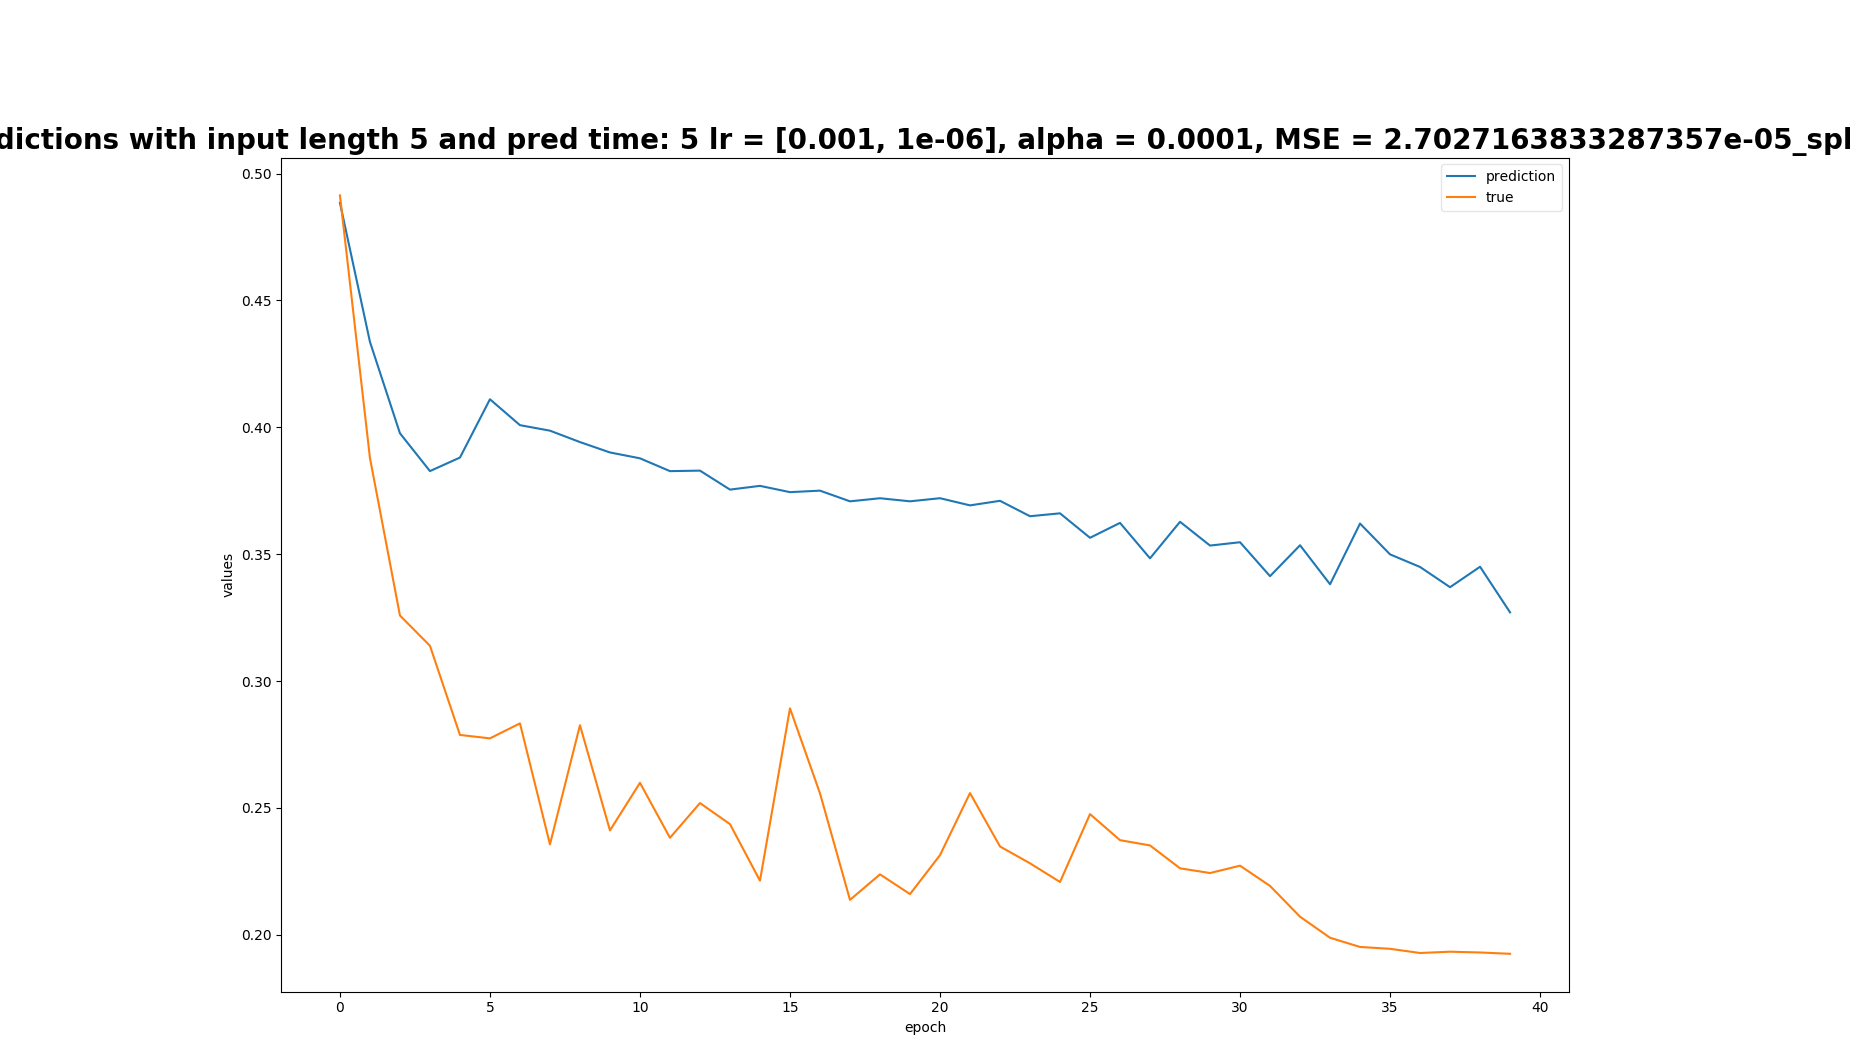 dictions with input length 5 and pred time: 5 lr = [0.001, 1e-06], alpha = 0.0001, MSE = 2.7027163833287357e-05_spl
prediction
true
0.50
0.45
0.40
0.35
0.30
0.25
0.20
values
0 5 10 15 20 25 30 35 40
epoch